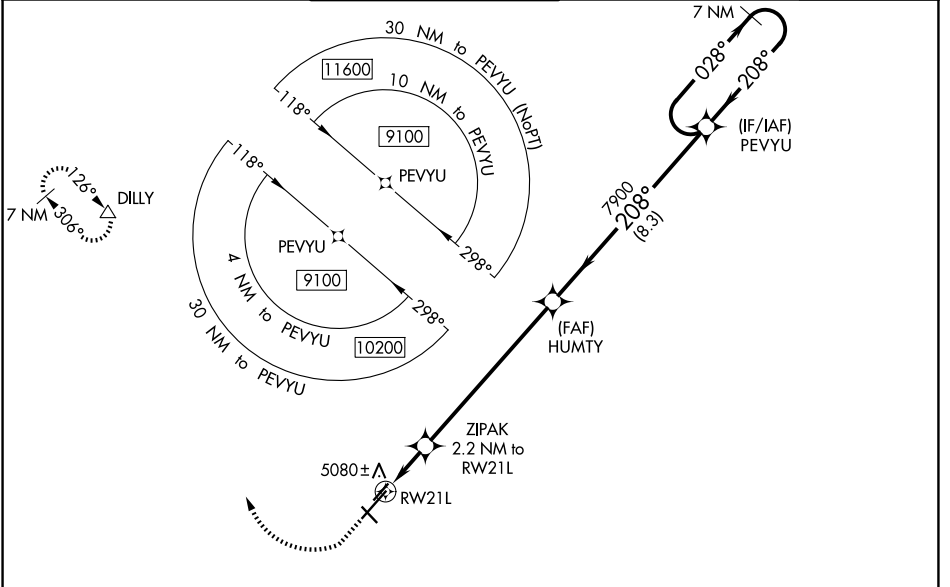 7 NM
028°
208°
(IF/IAF)
PEVYU
30 NM to PEVYU (NoPT)
11600
10 NM to PEVYU
118°
9100
PEVYU
298°
118°
PEVYU
9100
4 NM to PEVYU
298°
10200
30 NM to PEVYU
126°
DILLY
7 NM
306°
7900
208°
(8.3)
(FAF)
HUMTY
ZIPAK
2.2 NM to
RW21L
5080±
RW21L